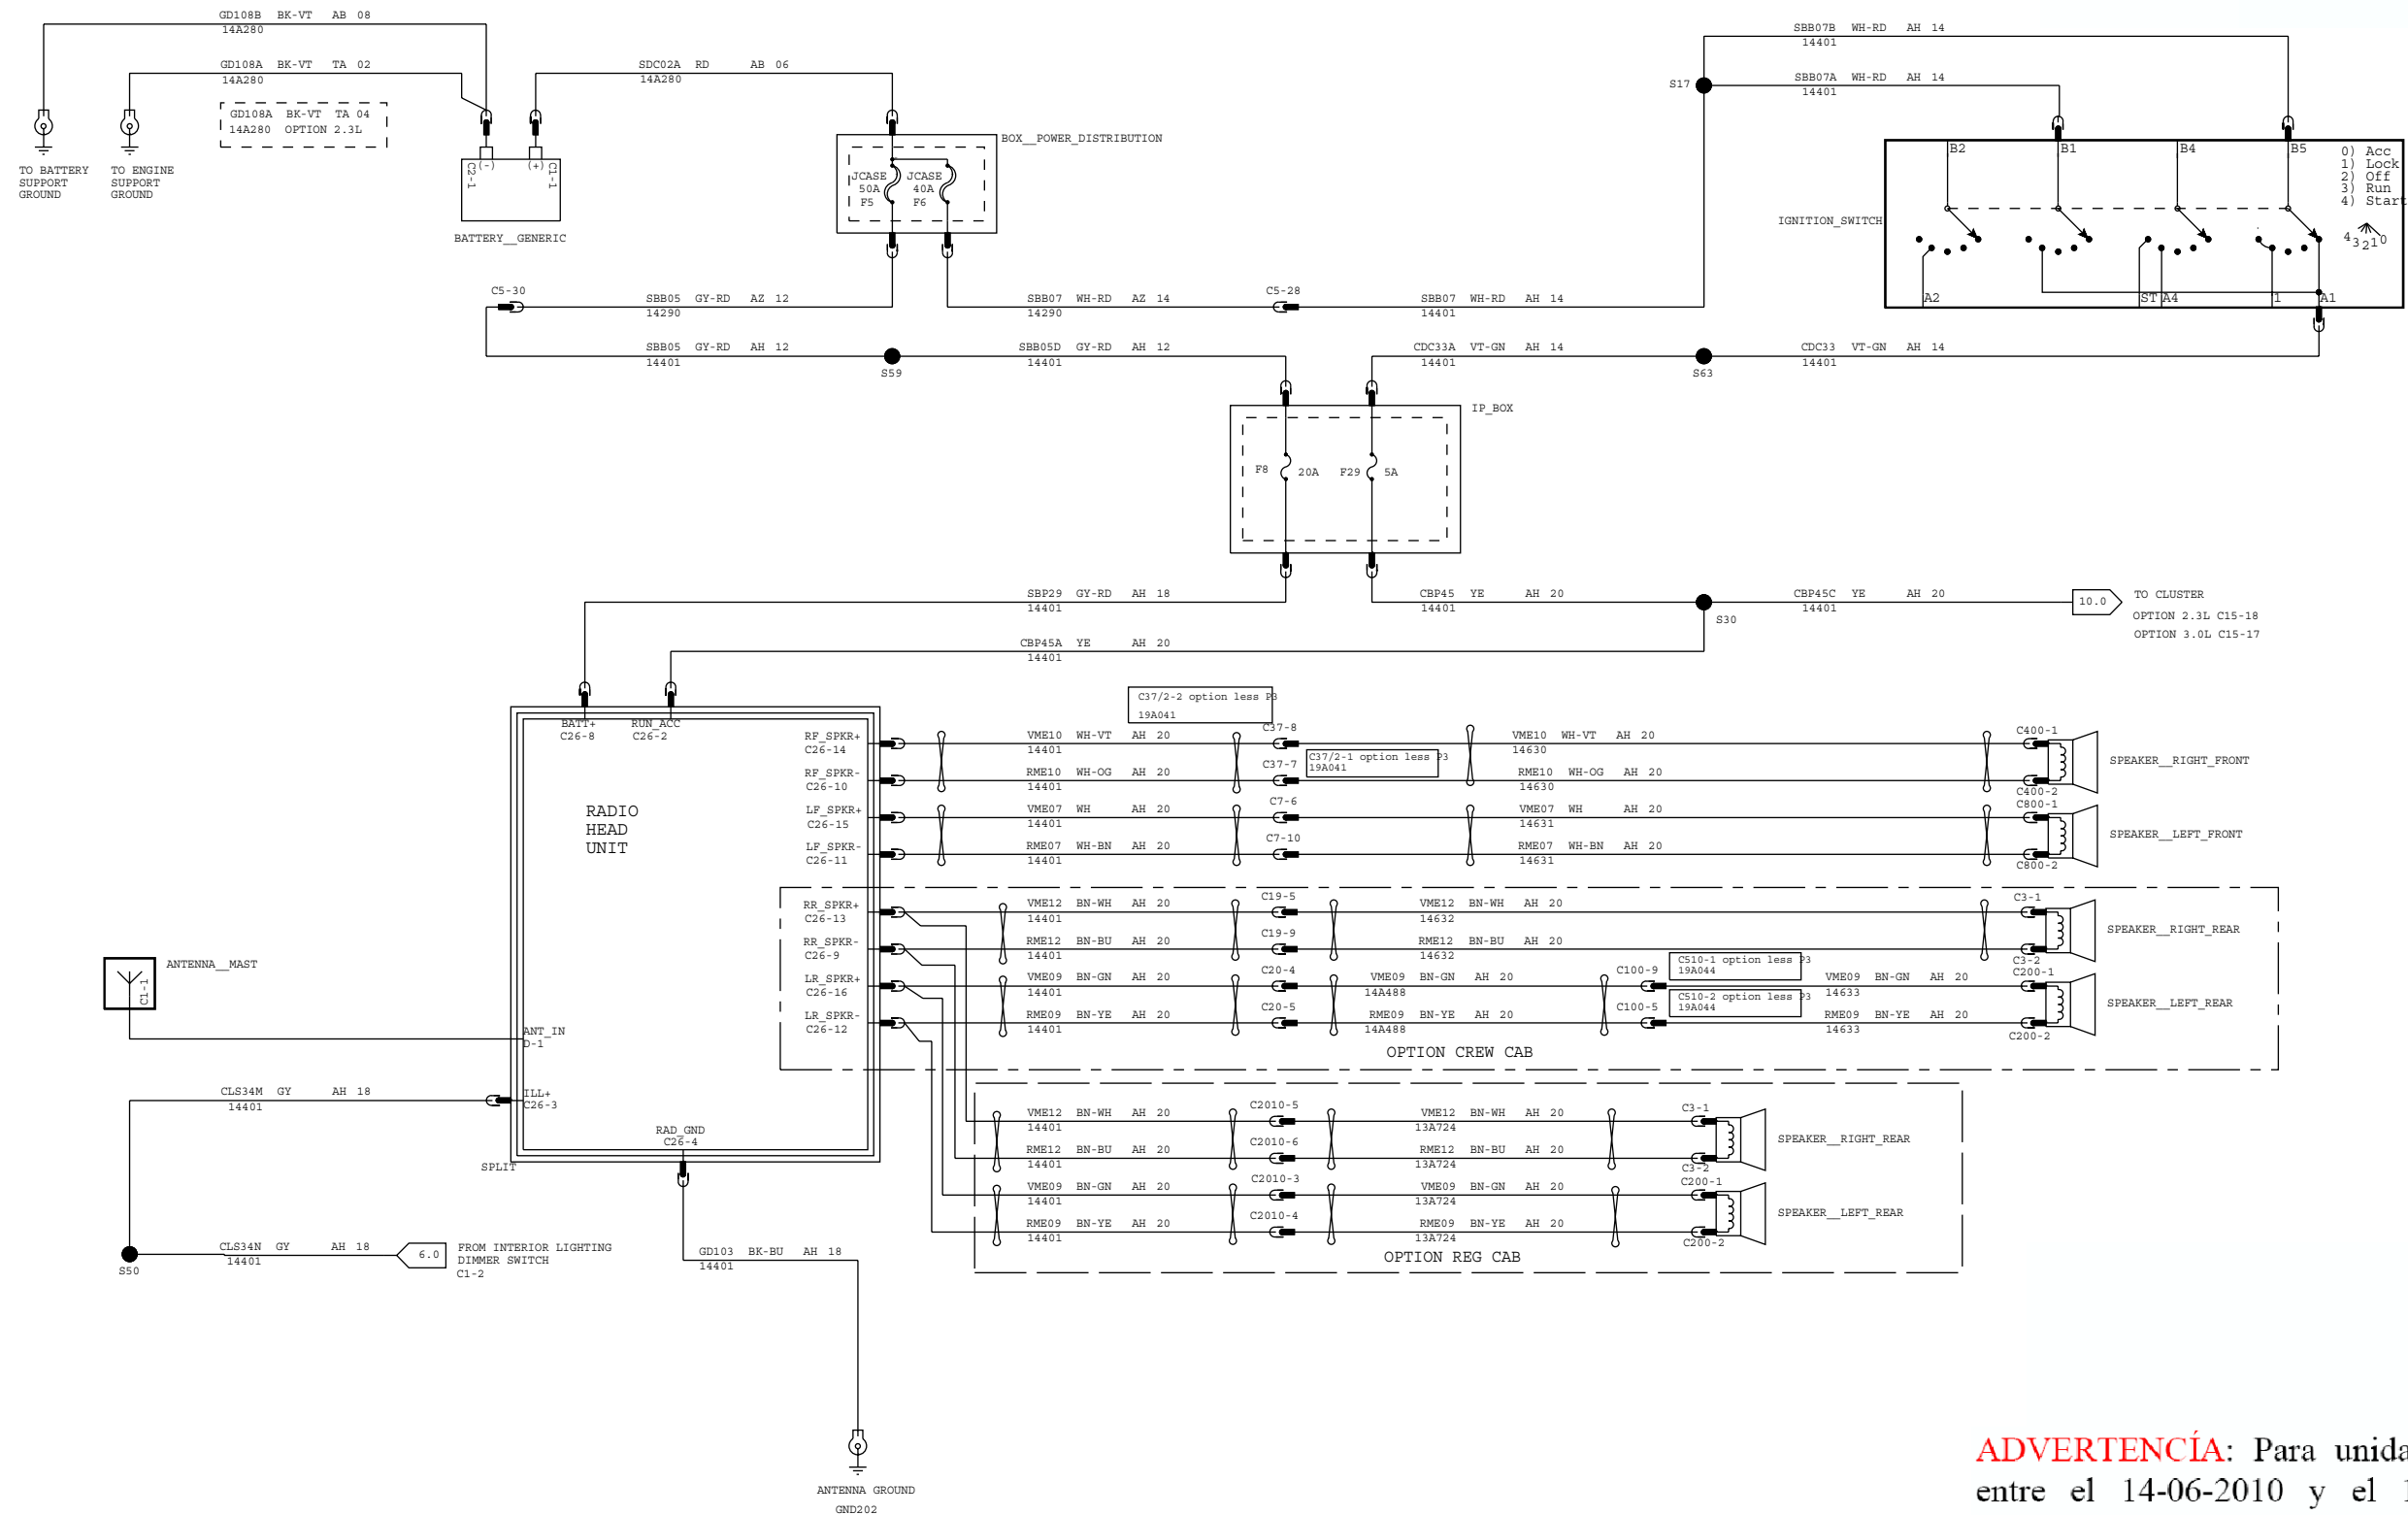 GD108B BK-VT AB 08
14A280
GD108A BK-VT TA 02
14A280
GD108A BK-VT TA 04
14A280 OPTION 2.3L
TO BATTERY
SUPPORT
GROUND
TO ENGINE
SUPPORT
GROUND
C2-1
(-)
(+)
C1-1
BATTERY__GENERIC
SDC02A RD AB 06
14A280
BOX__POWER_DISTRIBUTION
JCASE
50A
F5
JCASE
40A
F6
SBB07B WH-RD AH 14
14401
S17
SBB07A WH-RD AH 14
14401
IGNITION_SWITCH
B2
B1
B4
B5
0) Acc
1) Lock
2) Off
3) Run
4) Start
4 3 2 1 0
A2
ST
A4
1
A1
C5-30
SBB05 GY-RD AZ 12
14290
SBB07 WH-RD AZ 14
14290
C5-28
SBB07 WH-RD AH 14
14401
SBB05 GY-RD AH 12
14401
S59
SBB05D GY-RD AH 12
14401
CDC33A VT-GN AH 14
14401
S63
CDC33 VT-GN AH 14
14401
IP_BOX
F8
20A
F29
5A
SBP29 GY-RD AH 18
14401
CBP45 YE AH 20
14401
S30
CBP45C YE AH 20
14401
10.0
TO CLUSTER
OPTION 2.3L C15-18
OPTION 3.0L C15-17
CBP45A YE AH 20
14401
C37/2-2 option less P3
19A041
C37/2-1 option less P3
19A041
BATT+
C26-8
RUN_ACC
C26-2
RADIO
HEAD
UNIT
RF_SPKR+
C26-14
VME10 WH-VT AH 20
14401
C37-8
VME10 WH-VT AH 20
14630
C400-1
RF_SPKR-
C26-10
RME10 WH-OG AH 20
14401
C37-7
RME10 WH-OG AH 20
14630
C400-2
SPEAKER__RIGHT_FRONT
LF_SPKR+
C26-15
VME07 WH AH 20
14401
C7-6
VME07 WH AH 20
14631
C800-1
LF_SPKR-
C26-11
RME07 WH-BN AH 20
14401
C7-10
RME07 WH-BN AH 20
14631
C800-2
SPEAKER__LEFT_FRONT
RR_SPKR+
C26-13
VME12 BN-WH AH 20
14401
C19-5
VME12 BN-WH AH 20
14632
C3-1
RR_SPKR-
C26-9
RME12 BN-BU AH 20
14401
C19-9
RME12 BN-BU AH 20
14632
C3-2
SPEAKER__RIGHT_REAR
LR_SPKR+
C26-16
VME09 BN-GN AH 20
14401
C20-4
VME09 BN-GN AH 20
14A488
C100-9
C510-1 option less P3
19A044
VME09 BN-GN AH 20
14633
C200-1
LR_SPKR-
C26-12
RME09 BN-YE AH 20
14401
C20-5
RME09 BN-YE AH 20
14A488
C100-5
C510-2 option less P3
19A044
RME09 BN-YE AH 20
14633
C200-2
SPEAKER__LEFT_REAR
OPTION CREW CAB
ANTENNA__MAST
C1-1
ANT_IN
D-1
CLS34M GY AH 18
14401
ILL+
C26-3
RAD_GND
C26-4
SPLIT
VME12 BN-WH AH 20
14401
C2010-5
VME12 BN-WH AH 20
13A724
C3-1
RME12 BN-BU AH 20
14401
C2010-6
RME12 BN-BU AH 20
13A724
C3-2
SPEAKER__RIGHT_REAR
VME09 BN-GN AH 20
14401
C2010-3
VME09 BN-GN AH 20
13A724
C200-1
RME09 BN-YE AH 20
14401
C2010-4
RME09 BN-YE AH 20
13A724
C200-2
SPEAKER__LEFT_REAR
OPTION REG CAB
S50
CLS34N GY AH 18
14401
6.0
FROM INTERIOR LIGHTING
DIMMER SWITCH
C1-2
GD103 BK-BU AH 18
14401
ANTENNA GROUND
GND202
ADVERTENCÍA: Para unida
entre el 14-06-2010 y el 1